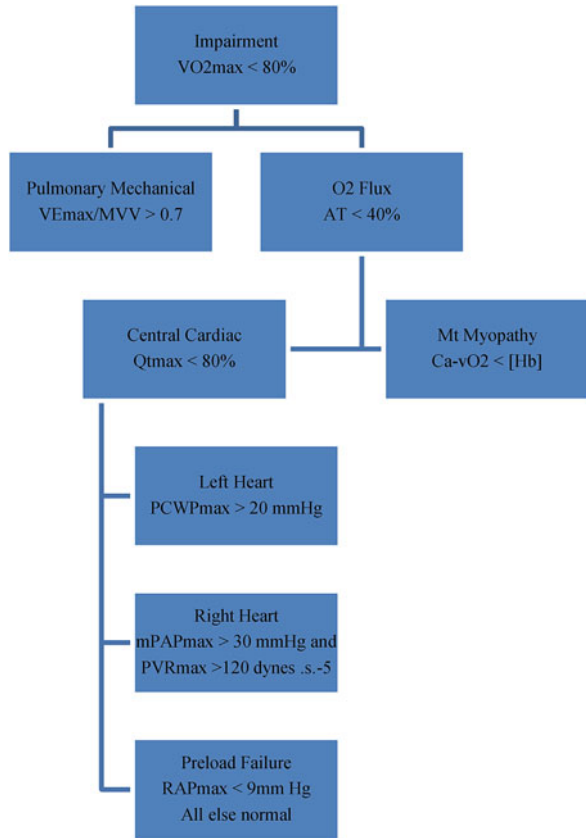 Impairment
VO2max < 80%
Pulmonary Mechanical
VEmax/MVV > 0.7
O2 Flux
AT < 40%
Central Cardiac
Qtmax < 80%
Mt Myopathy
Ca-vO2 < [Hb]
Left Heart
PCWPmax > 20 mmHg
Right Heart
mPAPmax > 30 mmHg and
PVRmax >120 dynes .s.-5
Preload Failure
RAPmax < 9mm Hg
All else normal